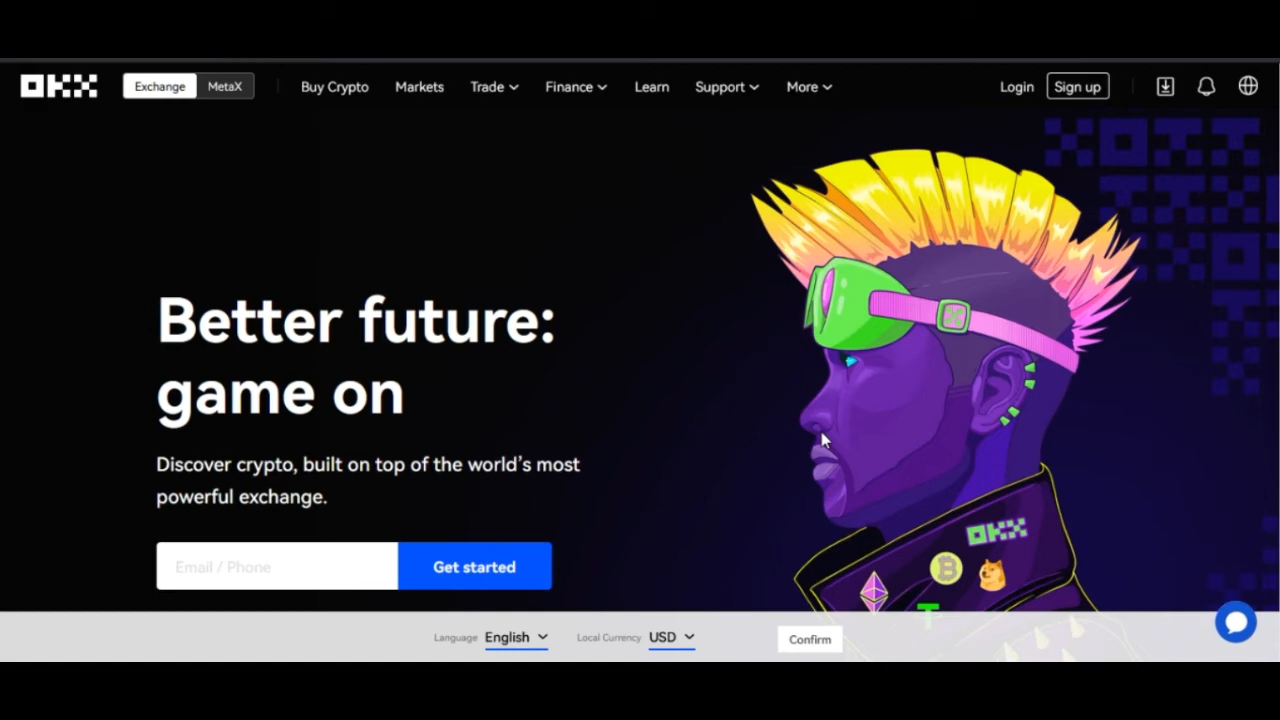 OKX
Exchange MetaX Buy Crypto Markets Trade Finance Learn Support More Login Sign up
Better future:
game on
Discover crypto, built on top of the world's most
powerful exchange.
Email / Phone Get started
OKX
Language English Local Currency USD Confirm